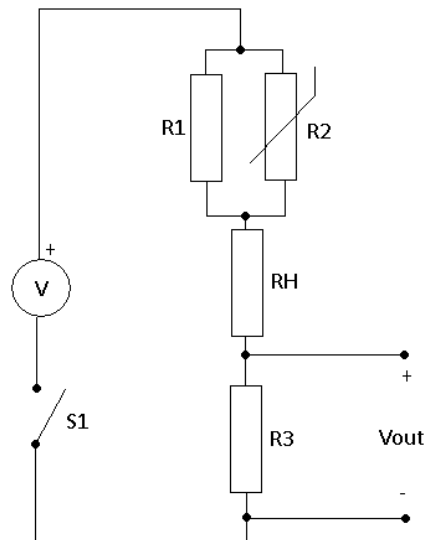 R1
R2
+
V
RH
+
S1
R3
Vout
-